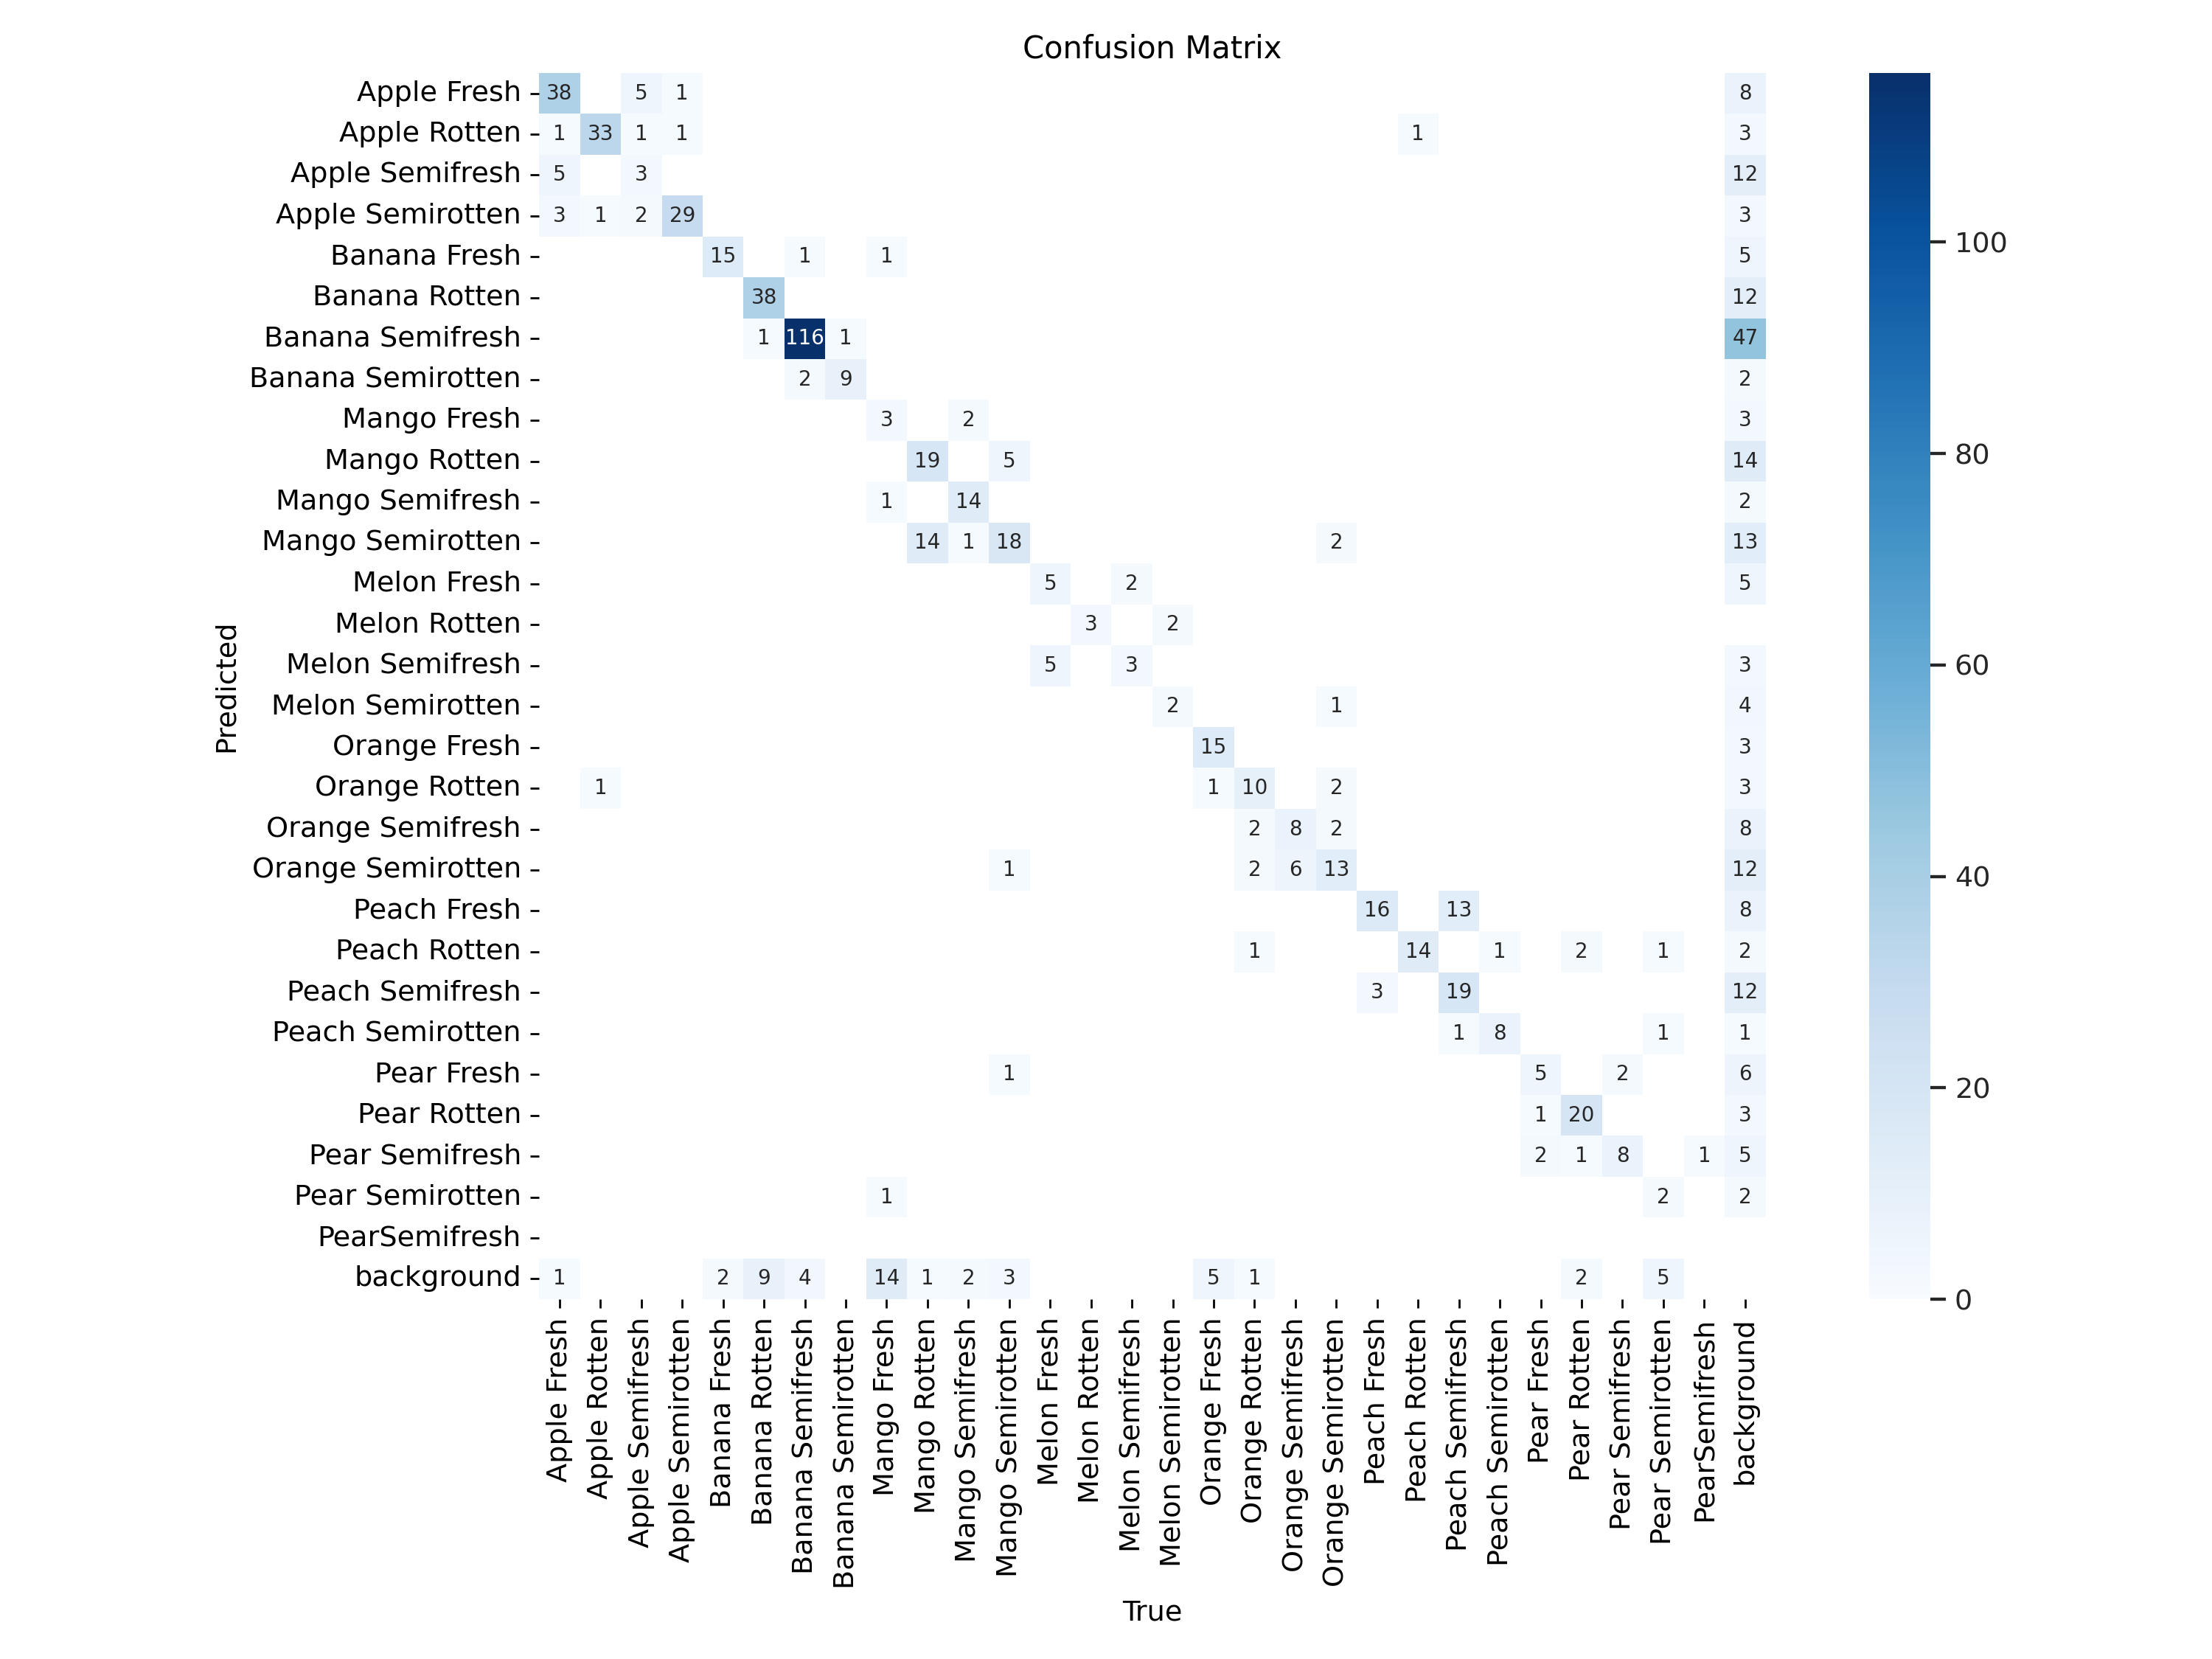 Confusion Matrix
Apple Fresh 38 5 1 8
Apple Rotten 1 33 1 1 1 3
Apple Semifresh 5 3 12
Apple Semirotten 3 1 2 29 3
Banana Fresh 15 1 1 5
Banana Rotten 38 12
Banana Semifresh 1 116 1 47
Banana Semirotten 2 9 2
Mango Fresh 3 2 3
Mango Rotten 19 5 14
Mango Semifresh 1 14 2
Mango Semirotten 14 1 18 2 13
Melon Fresh 5 2 5
Melon Rotten 3 2
Melon Semifresh 5 3 3
Melon Semirotten 2 1 4
Orange Fresh 15 3
Orange Rotten 1 1 10 2 3
Orange Semifresh 2 8 2 8
Orange Semirotten 1 2 6 13 12
Peach Fresh 16 13 8
Peach Rotten 1 14 1 2 1 2
Peach Semifresh 3 19 12
Peach Semirotten 1 8 1 1
Pear Fresh 1 5 2 6
Pear Rotten 1 20 3
Pear Semifresh 2 1 8 1 5
Pear Semirotten 1 2 2
PearSemifresh
background 1 2 9 4 14 1 2 3 5 1 2 5
Predicted
Apple Fresh
Apple Rotten
Apple Semifresh
Apple Semirotten
Banana Fresh
Banana Rotten
Banana Semifresh
Banana Semirotten
Mango Fresh
Mango Rotten
Mango Semifresh
Mango Semirotten
Melon Fresh
Melon Rotten
Melon Semifresh
Melon Semirotten
Orange Fresh
Orange Rotten
Orange Semifresh
Orange Semirotten
Peach Fresh
Peach Rotten
Peach Semifresh
Peach Semirotten
Pear Fresh
Pear Rotten
Pear Semifresh
Pear Semirotten
PearSemifresh
background
True
100
80
60
40
20
0